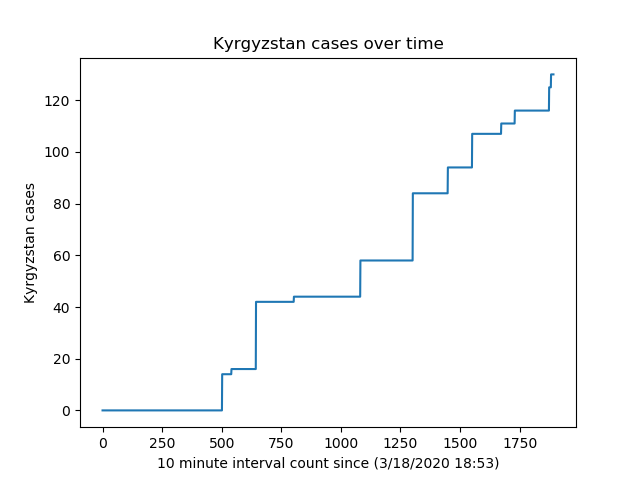 Kyrgyzstan cases over time
Kyrgyzstan cases
120
100
80
60
40
20
0
0 250 500 750 1000 1250 1500 1750
10 minute interval count since (3/18/2020 18:53)